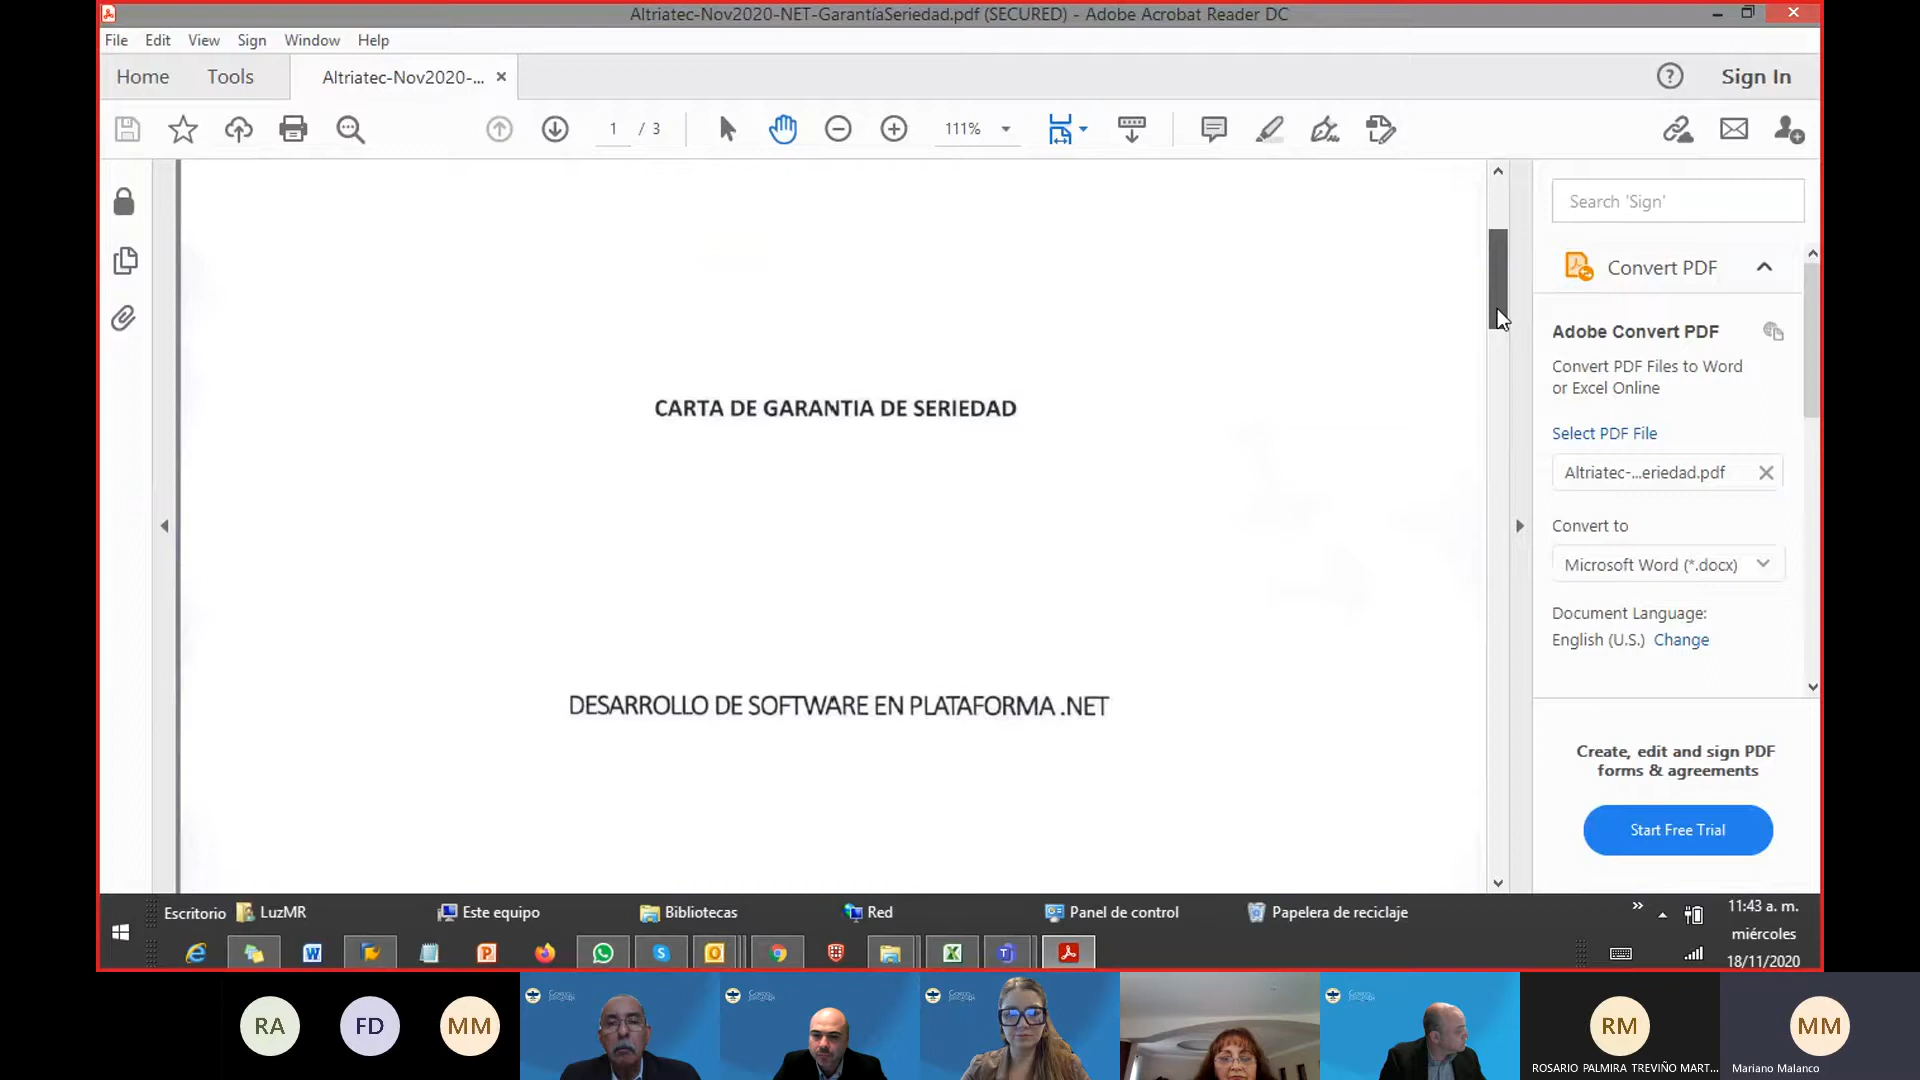 Altriatec-Nov2020-NET-GarantíaSeriedad.pdf (SECURED) - Adobe Acrobat Reader DC
File Edit View Sign Window Help
Home Tools Altriatec-Nov2020-... Sign In
1 / 3 111%
Search 'Sign'
Convert PDF
Adobe Convert PDF
Convert PDF Files to Word
or Excel Online
Select PDF File
Altriatec-...eriedad.pdf
Convert to
Microsoft Word (*.docx)
Document Language:
English (U.S.) Change
Create, edit and sign PDF
forms & agreements
Start Free Trial
CARTA DE GARANTIA DE SERIEDAD
DESARROLLO DE SOFTWARE EN PLATAFORMA .NET
Escritorio LuzMR Este equipo Bibliotecas Red Panel de control Papelera de reciclaje
11:43 a. m.
miércoles
18/11/2020
RA FD MM RM MM
ROSARIO PALMIRA TREVIÑO MART... Mariano Malanco